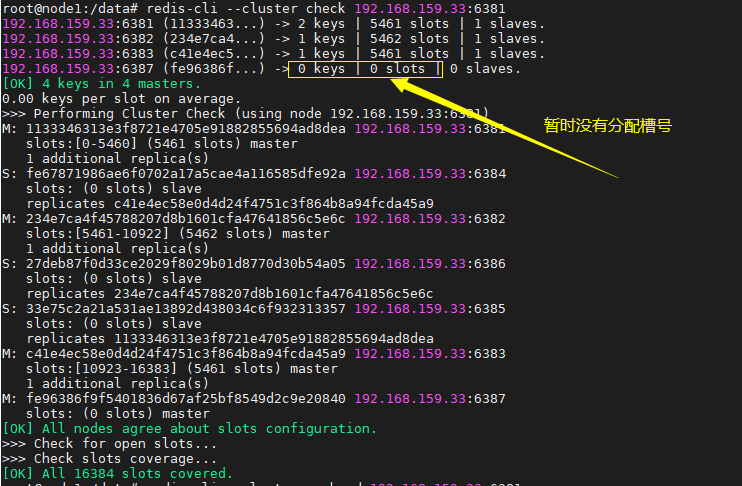 root@node1:/data# redis-cli --cluster check 192.168.159.33:6381
192.168.159.33:6381 (11333463...) -> 2 keys | 5461 slots | 1 slaves.
192.168.159.33:6382 (234e7ca4...) -> 1 keys | 5462 slots | 1 slaves.
192.168.159.33:6383 (c41e4ec5...) -> 1 keys | 5461 slots | 1 slaves.
192.168.159.33:6387 (fe96386f...) -> 0 keys | 0 slots | 0 slaves.
[OK] 4 keys in 4 masters.
0.00 keys per slot on average.
>>> Performing Cluster Check (using node 192.168.159.33:6381)
暂时没有分配槽号
M: 1133346313e3f8721e4705e91882855694ad8dea 192.168.159.33:6381
slots:[0-5460] (5461 slots) master
1 additional replica(s)
S: fe67871986ae6f0702a17a5cae4a116585dfe92a 192.168.159.33:6384
slots: (0 slots) slave
replicates c41e4ec58e0d4d24f4751c3f864b8a94fcda45a9
M: 234e7ca4f45788207d8b1601cfa47641856c5e6c 192.168.159.33:6382
slots:[5461-10922] (5462 slots) master
1 additional replica(s)
S: 27deb87f0d33ce2029f8029b01d8770d30b54a05 192.168.159.33:6386
slots: (0 slots) slave
replicates 234e7ca4f45788207d8b1601cfa47641856c5e6c
S: 33e75c2a21a531ae13892d438034c6f932313357 192.168.159.33:6385
slots: (0 slots) slave
replicates 1133346313e3f8721e4705e91882855694ad8dea
M: c41e4ec58e0d4d24f4751c3f864b8a94fcda45a9 192.168.159.33:6383
slots:[10923-16383] (5461 slots) master
1 additional replica(s)
M: fe96386f9f5401836d67af25bf8549d2c9e20840 192.168.159.33:6387
slots: (0 slots) master
[OK] All nodes agree about slots configuration.
>>> Check for open slots...
>>> Check slots coverage...
[OK] All 16384 slots covered.